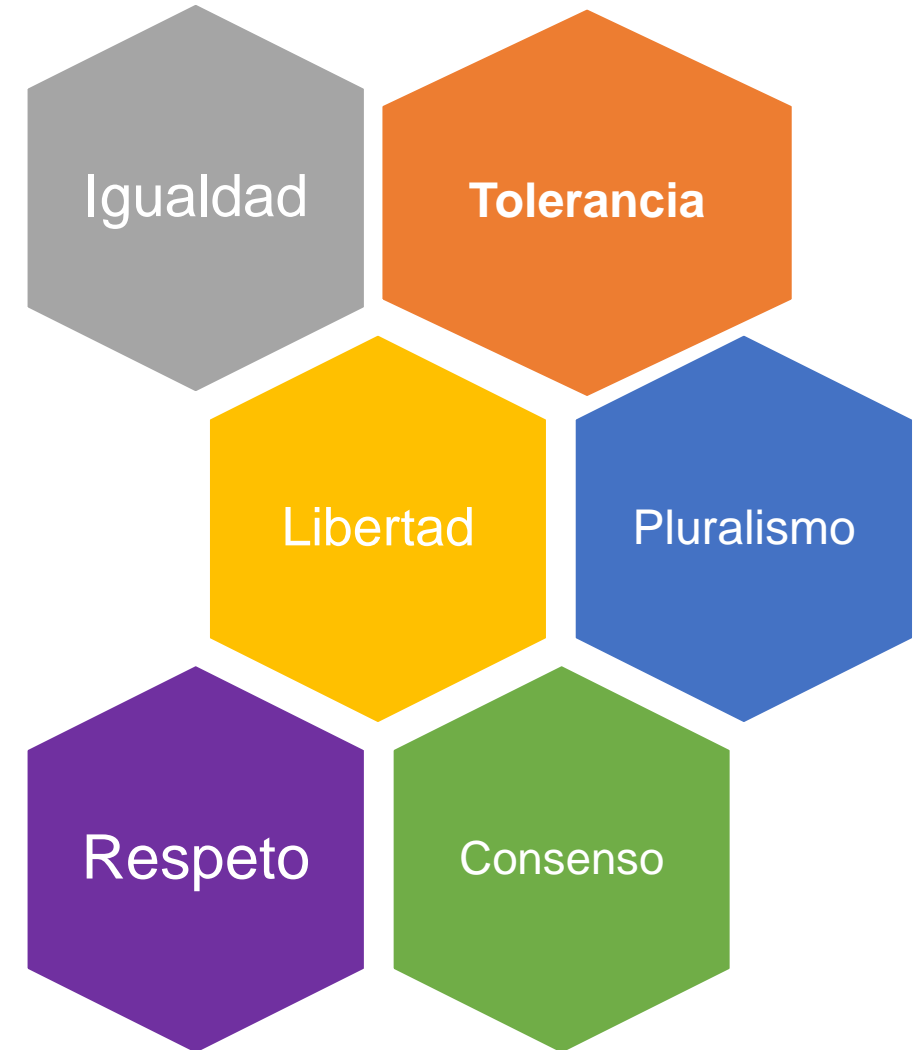 Igualdad
Tolerancia
Libertad
Pluralismo
Respeto
Consenso